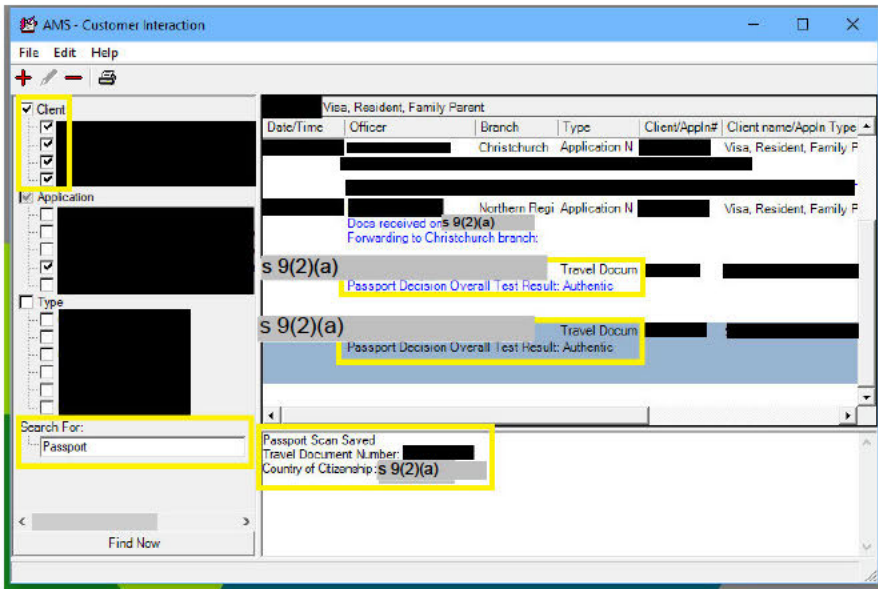 AMS - Customer Interaction
File Edit Help
Client
Application
Type
Search For:
Passport
Find Now
Visa, Resident, Family Parent
Date/Time Officer Branch Type Client/Appln# Client name/Appln Type
Christchurch Application N Visa, Resident, Family P
Northern Regi Application N Visa, Resident, Family P
Docs received on s 9(2)(a)
Forwarding to Christchurch branch:
s 9(2)(a) Travel Docum
Passport Decision Overall Test Result: Authentic
s 9(2)(a) Travel Docum
Passport Decision Overall Test Result: Authentic
Passport Scan Saved
Travel Document Number:
Country of Citizenship: s 9(2)(a)